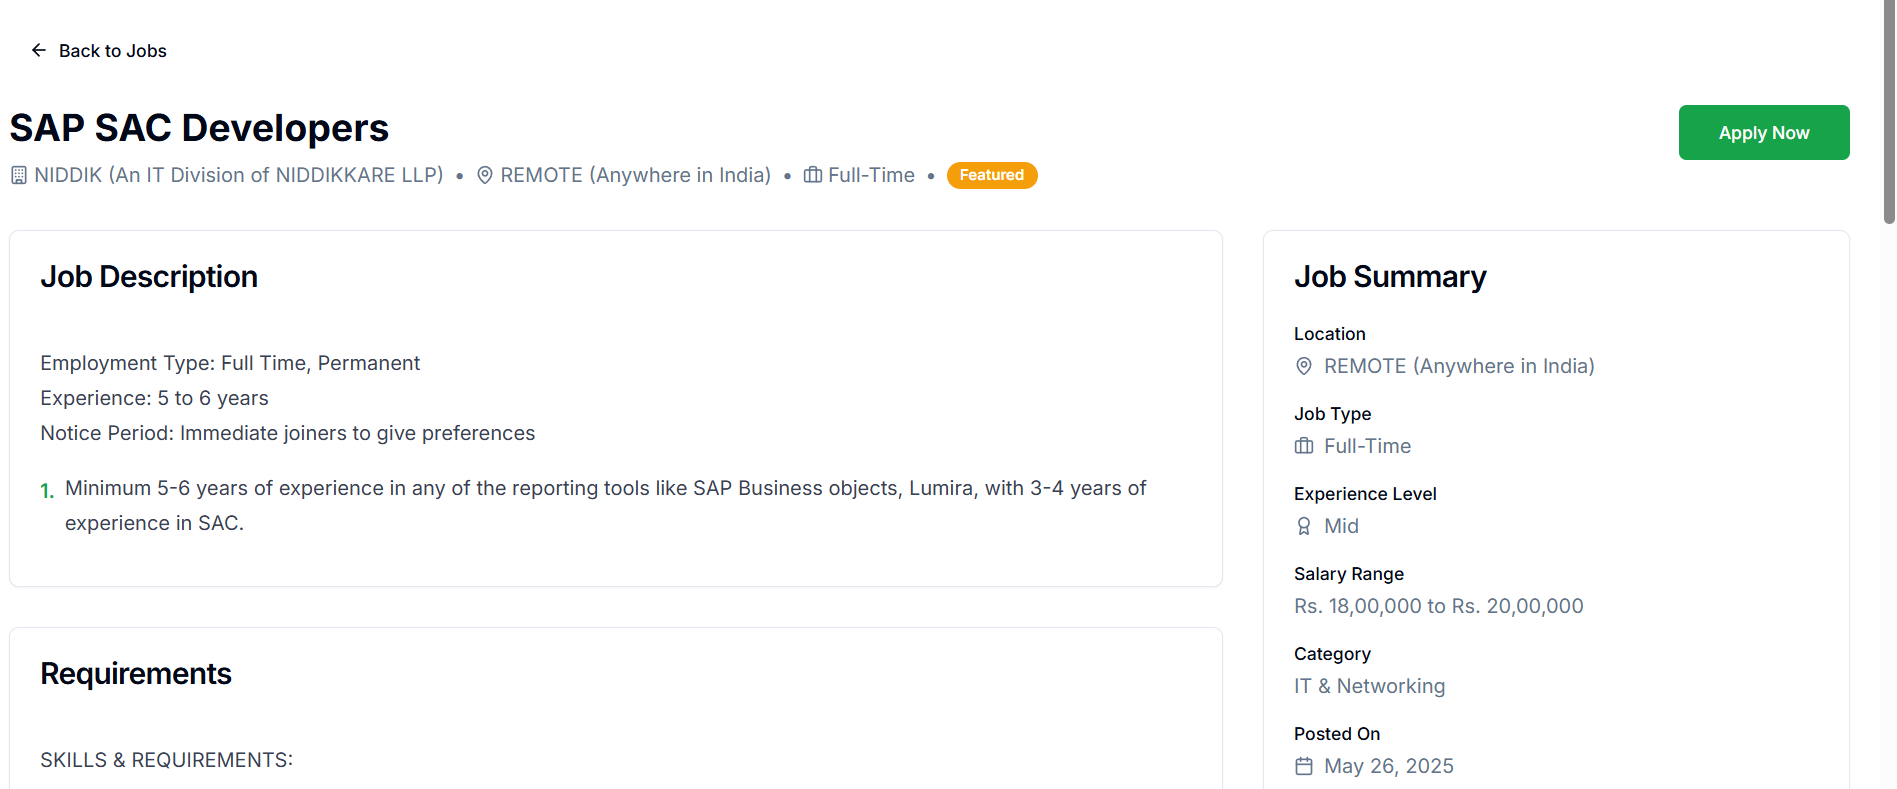 Back to Jobs
SAP SAC Developers
Apply Now
NIDDIK (An IT Division of NIDDIKKARE LLP) • REMOTE (Anywhere in India) • Full-Time • Featured
Job Description
Employment Type: Full Time, Permanent
Experience: 5 to 6 years
Notice Period: Immediate joiners to give preferences
1. Minimum 5-6 years of experience in any of the reporting tools like SAP Business objects, Lumira, with 3-4 years of
experience in SAC.
Requirements
SKILLS & REQUIREMENTS:
Job Summary
Location
REMOTE (Anywhere in India)
Job Type
Full-Time
Experience Level
Mid
Salary Range
Rs. 18,00,000 to Rs. 20,00,000
Category
IT & Networking
Posted On
May 26, 2025